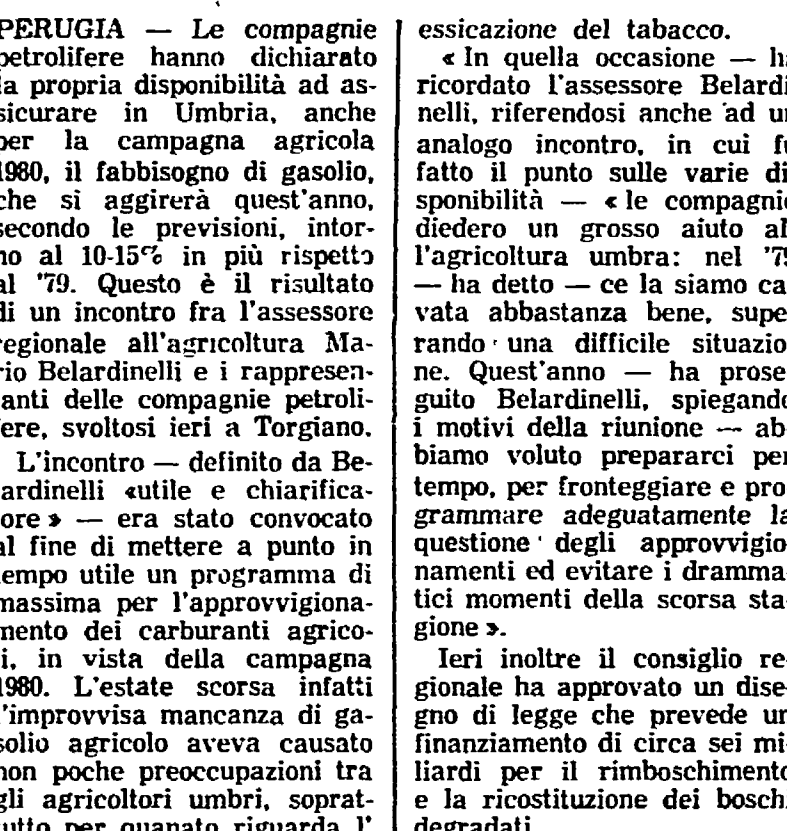 PERUGIA — Le compagnie
petrolifere hanno dichiarato
la propria disponibilità ad as-
sicurare in Umbria, anche
per la campagna agricola
1980, il fabbisogno di gasolio,
che si aggirerà quest'anno,
secondo le previsioni, intor-
no al 10-15% in più rispetto
al '79. Questo è il risultato
di un incontro fra l'assessore
regionale all'agricoltura Ma-
rio Belardinelli e i rappresen-
tanti delle compagnie petroli-
fere, svoltosi ieri a Torgiano.
L'incontro — definito da Be-
lardinelli «utile e chiarifica-
tore» — era stato convocato
al fine di mettere a punto in
tempo utile un programma di
massima per l'approvvigiona-
mento dei carburanti agrico-
li, in vista della campagna
1980. L'estate scorsa infatti
l'improvvisa mancanza di ga-
solio agricolo aveva causato
non poche preoccupazioni tra
gli agricoltori umbri, soprat-
tutto per quanato riguarda l'
essicazione del tabacco.
« In quella occasione — ha
ricordato l'assessore Belardi
nelli, riferendosi anche ad un
analogo incontro, in cui fu
fatto il punto sulle varie di
sponibilità — « le compagnie
diedero un grosso aiuto al
l'agricoltura umbra: nel '79
— ha detto — ce la siamo ca
vata abbastanza bene, supe
rando una difficile situazio
ne. Quest'anno — ha prose
guito Belardinelli, spiegando
i motivi della riunione — ab
biamo voluto prepararci per
tempo, per fronteggiare e pro
grammare adeguatamente la
questione degli approvvigio
namenti ed evitare i dramma
tici momenti della scorsa sta
gione ».
Ieri inoltre il consiglio re
gionale ha approvato un dise
gno di legge che prevede un
finanziamento di circa sei mi
liardi per il rimboschimento
e la ricostituzione dei boschi
degradati